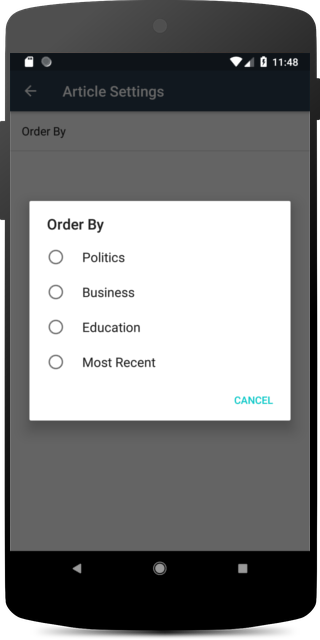 11:48
Article Settings
Order By
Order By
Politics
Business
Education
Most Recent
CANCEL